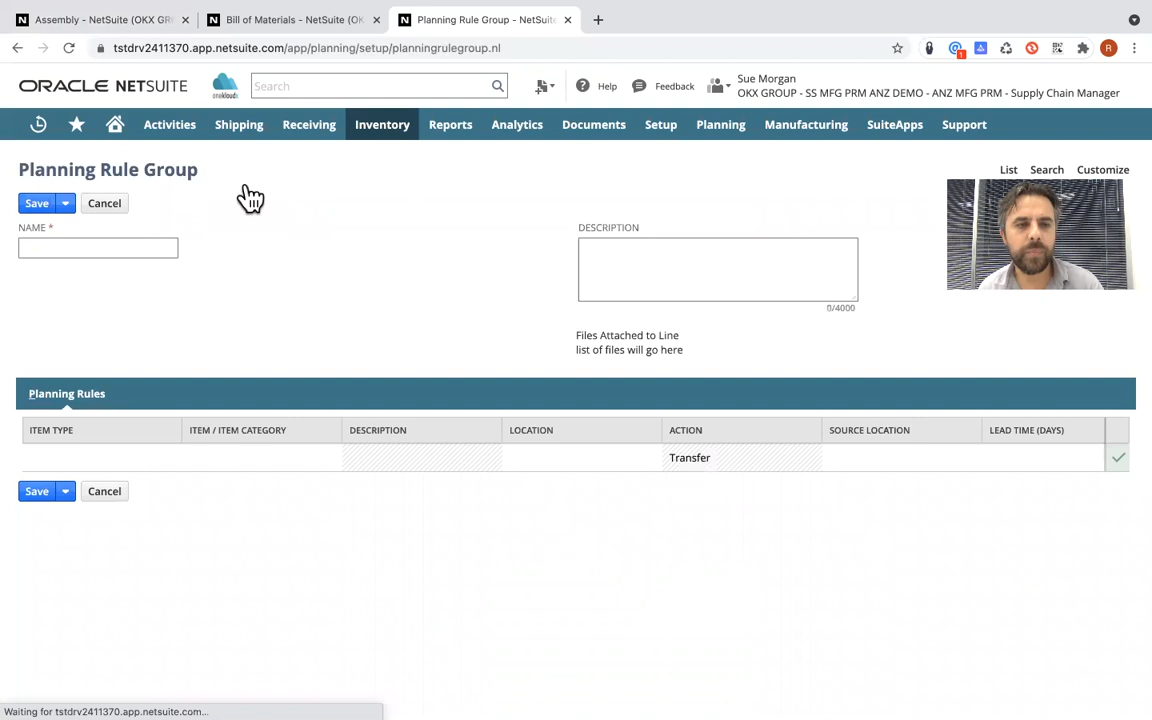 Assembly - NetSuite (OKX GR
Bill of Materials - NetSuite (OK
Planning Rule Group - NetSuite
tstdrv2411370.app.netsuite.com/app/planning/setup/planningrulegroup.nl
1
R
ORACLE NETSUITE
onekloudx
Search
Help
Feedback
Sue Morgan
OKX GROUP - SS MFG PRM ANZ DEMO - ANZ MFG PRM - Supply Chain Manager
Activities Shipping Receiving Inventory Reports Analytics Documents Setup Planning Manufacturing SuiteApps Support
Planning Rule Group
List Search Customize
Save Cancel
NAME *
DESCRIPTION
0/4000
Files Attached to Line
list of files will go here
Planning Rules
ITEM TYPE ITEM / ITEM CATEGORY DESCRIPTION LOCATION ACTION SOURCE LOCATION LEAD TIME (DAYS)
Transfer
Save Cancel
Waiting for tstdrv2411370.app.netsuite.com...